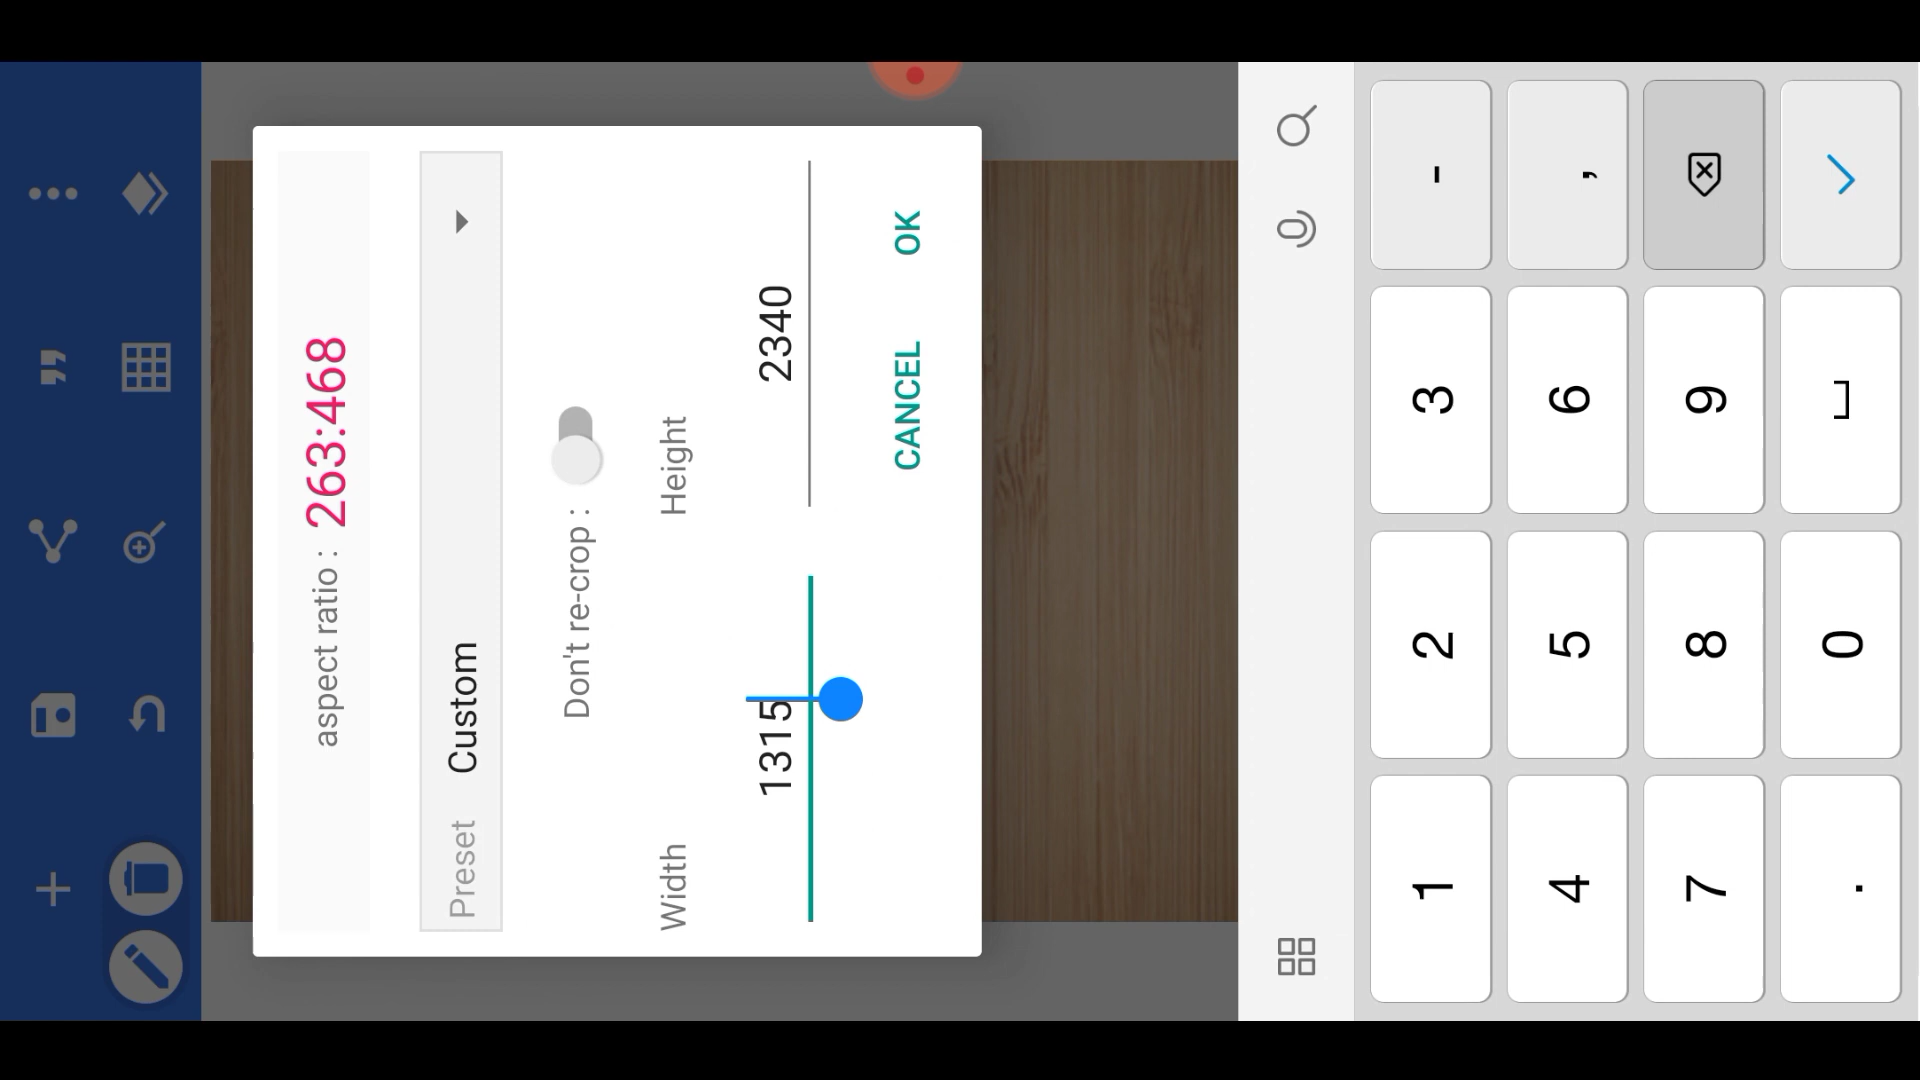 aspect ratio : 263:468
Preset Custom
Don't re-crop :
Width Height
1315 2340
CANCEL OK
1 2 3 -
4 5 6 ,
7 8 9
. 0